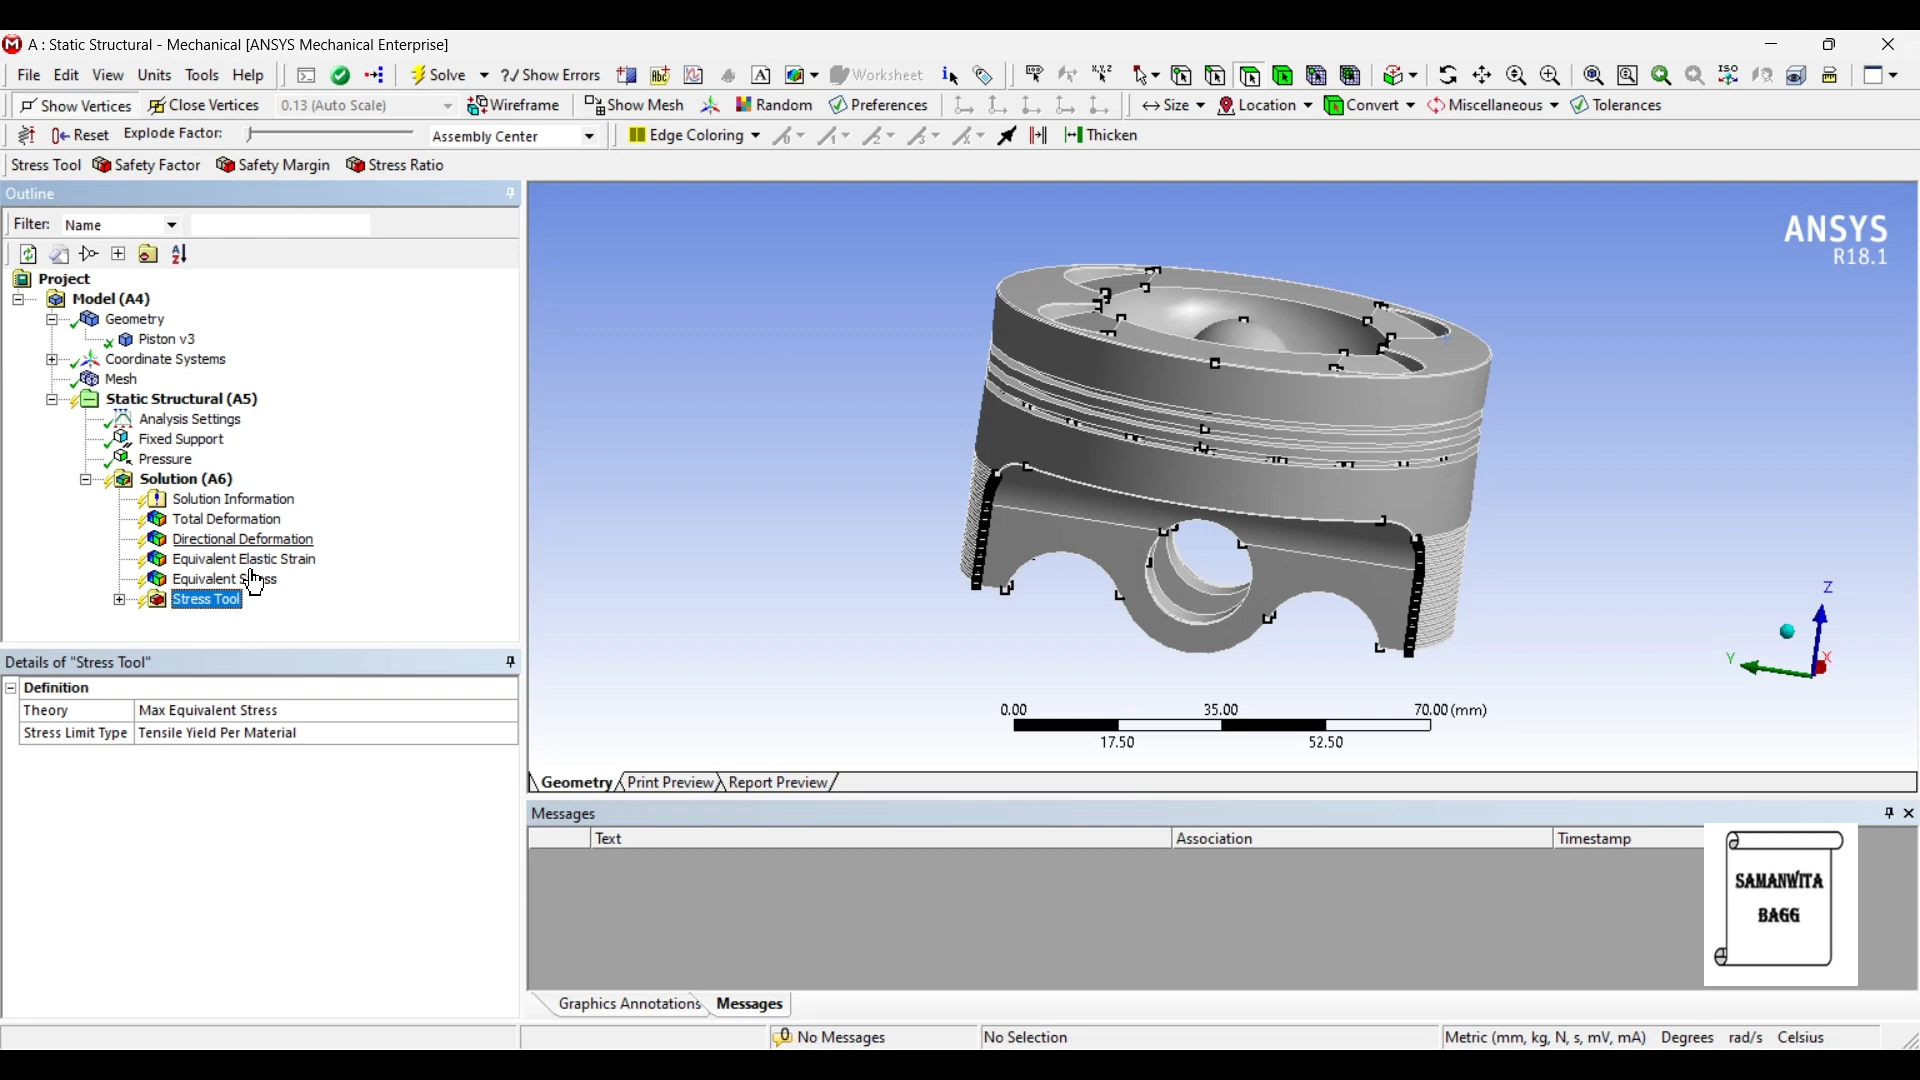 A : Static Structural - Mechanical [ANSYS Mechanical Enterprise]
File Edit View Units Tools Help Solve ?/ Show Errors Worksheet
Show Vertices Close Vertices 0.13 (Auto Scale) Wireframe Show Mesh Random Preferences Size Location Convert Miscellaneous Tolerances
Reset Explode Factor: Assembly Center Edge Coloring Thicken
Stress Tool Safety Factor Safety Margin Stress Ratio
Outline
Filter: Name
Project
Model (A4)
Geometry
Piston v3
Coordinate Systems
Mesh
Static Structural (A5)
Analysis Settings
Fixed Support
Pressure
Solution (A6)
Solution Information
Total Deformation
Directional Deformation
Equivalent Elastic Strain
Equivalent
Stress Tool
Details of "Stress Tool"
Definition
Theory Max Equivalent Stress
Stress Limit Type Tensile Yield Per Material
ANSYS
R18.1
Z
Y X
0.00 35.00 70.00 (mm)
17.50 52.50
Geometry Print Preview Report Preview
Messages
Text Association Timestamp
SAMANWITA
BAGG
Graphics Annotations Messages
No Messages No Selection Metric (mm, kg, N, s, mV, mA) Degrees rad/s Celsius